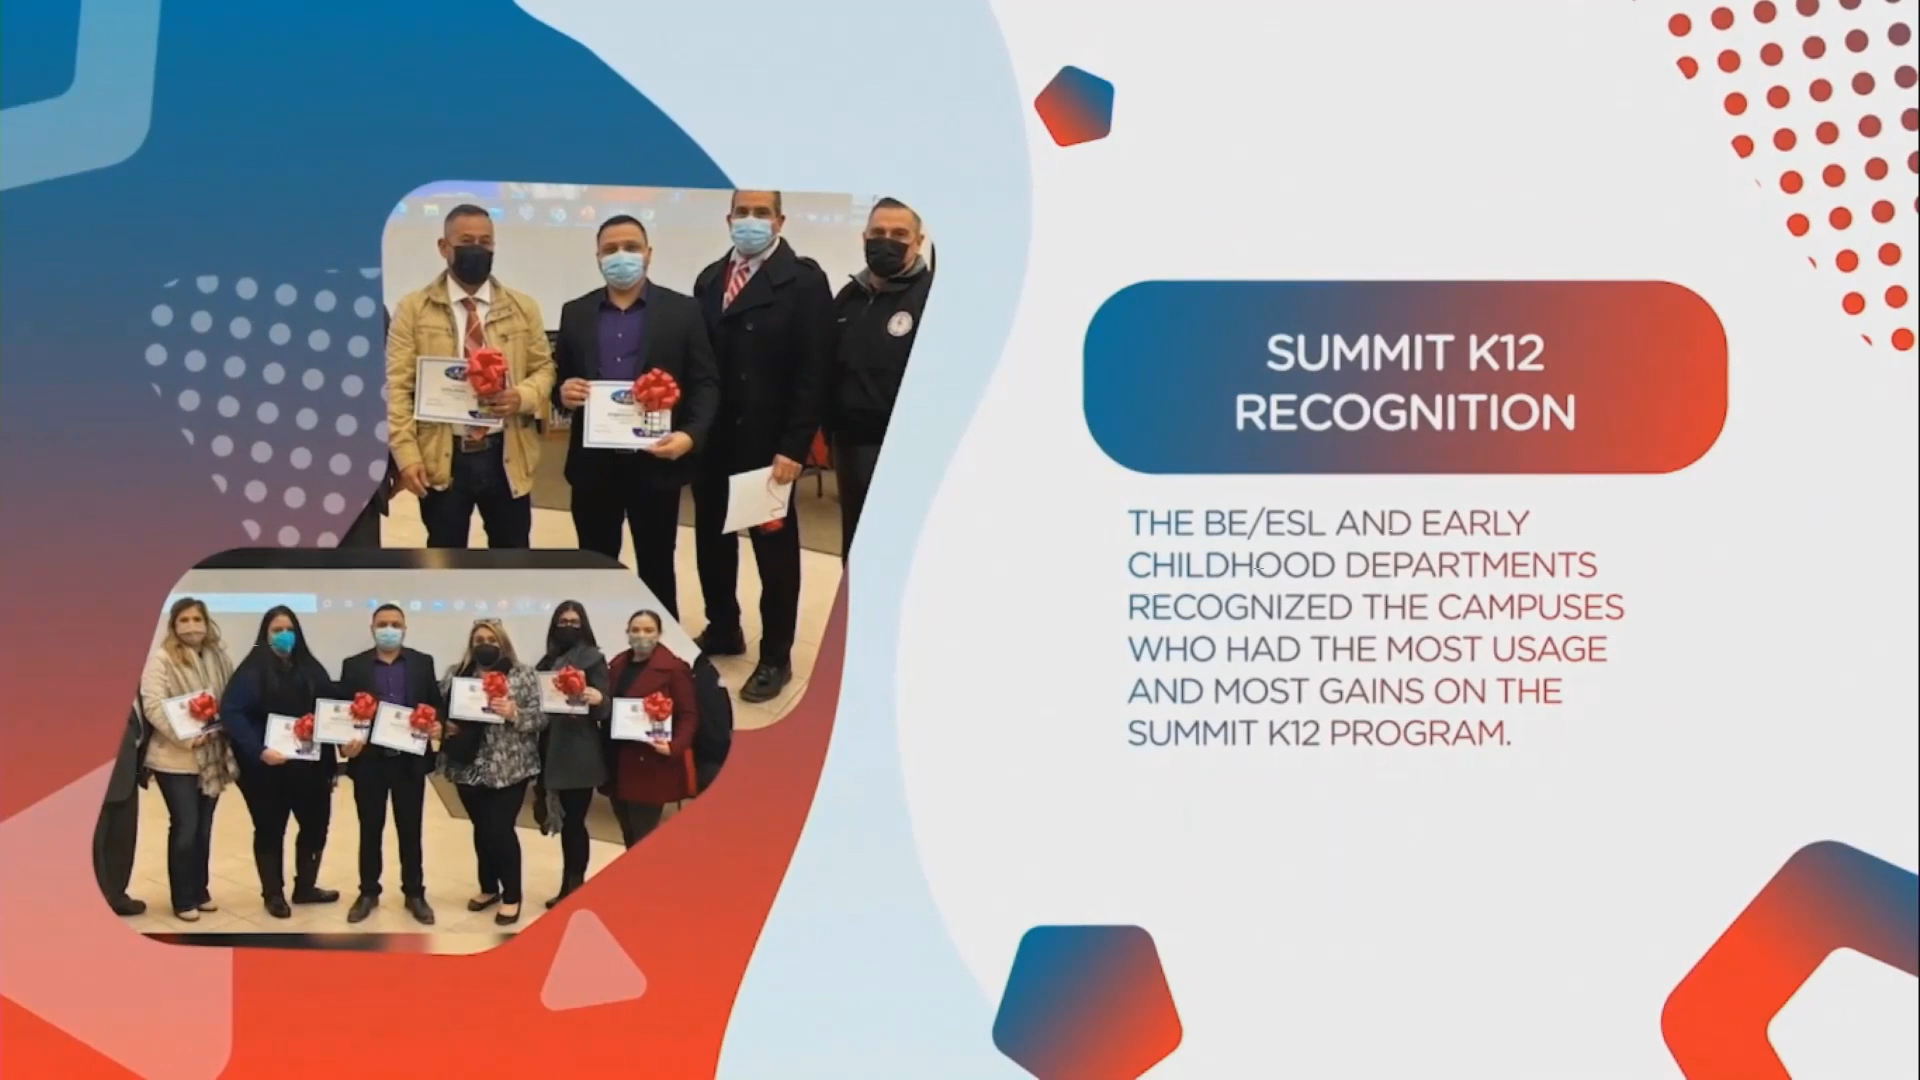 SUMMIT K12
RECOGNITION
THE BE/ESL AND EARLY
CHILDHOOD DEPARTMENTS
RECOGNIZED THE CAMPUSES
WHO HAD THE MOST USAGE
AND MOST GAINS ON THE
SUMMIT K12 PROGRAM.